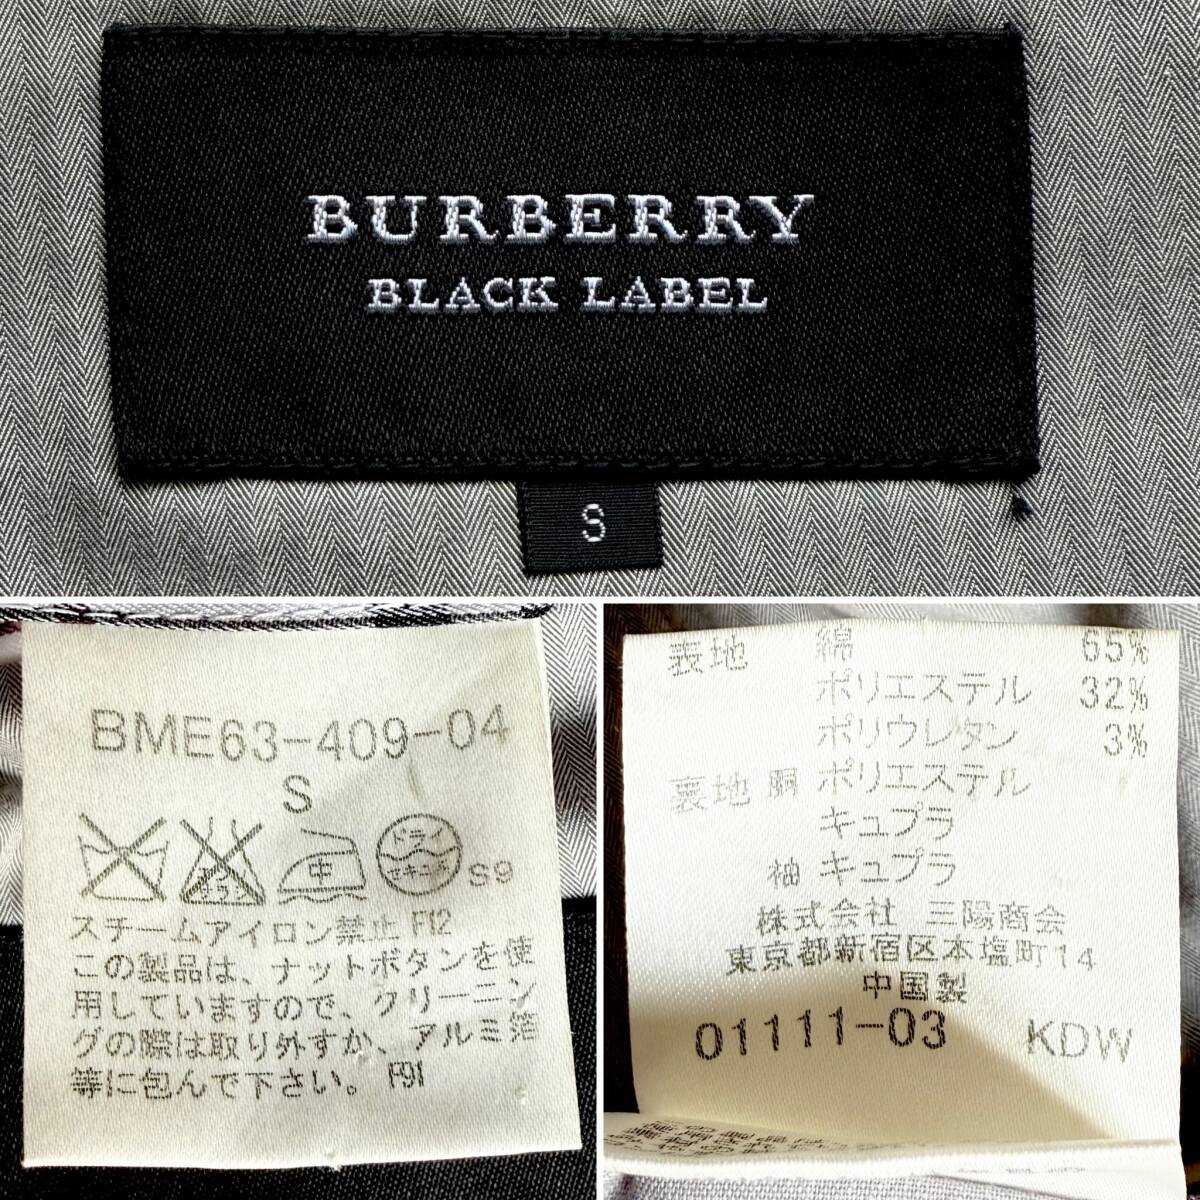 BURBERRY
BLACK LABEL
S
BME63-409-04
S
中 ドライ
セキユ系 S9
スチームアイロン禁止 F12
この製品は、ナットボタンを使
用していますので、クリーニン
グの際は取り外すか、アルミ箔
等に包んで下さい。 F91
表地 綿 65%
ポリエステル 32%
ポリウレタン 3%
裏地 胴 ポリエステル
キュプラ
袖 キュプラ
株式会社 三陽商会
東京都新宿区本塩町14
中国製
01111-03 KDW